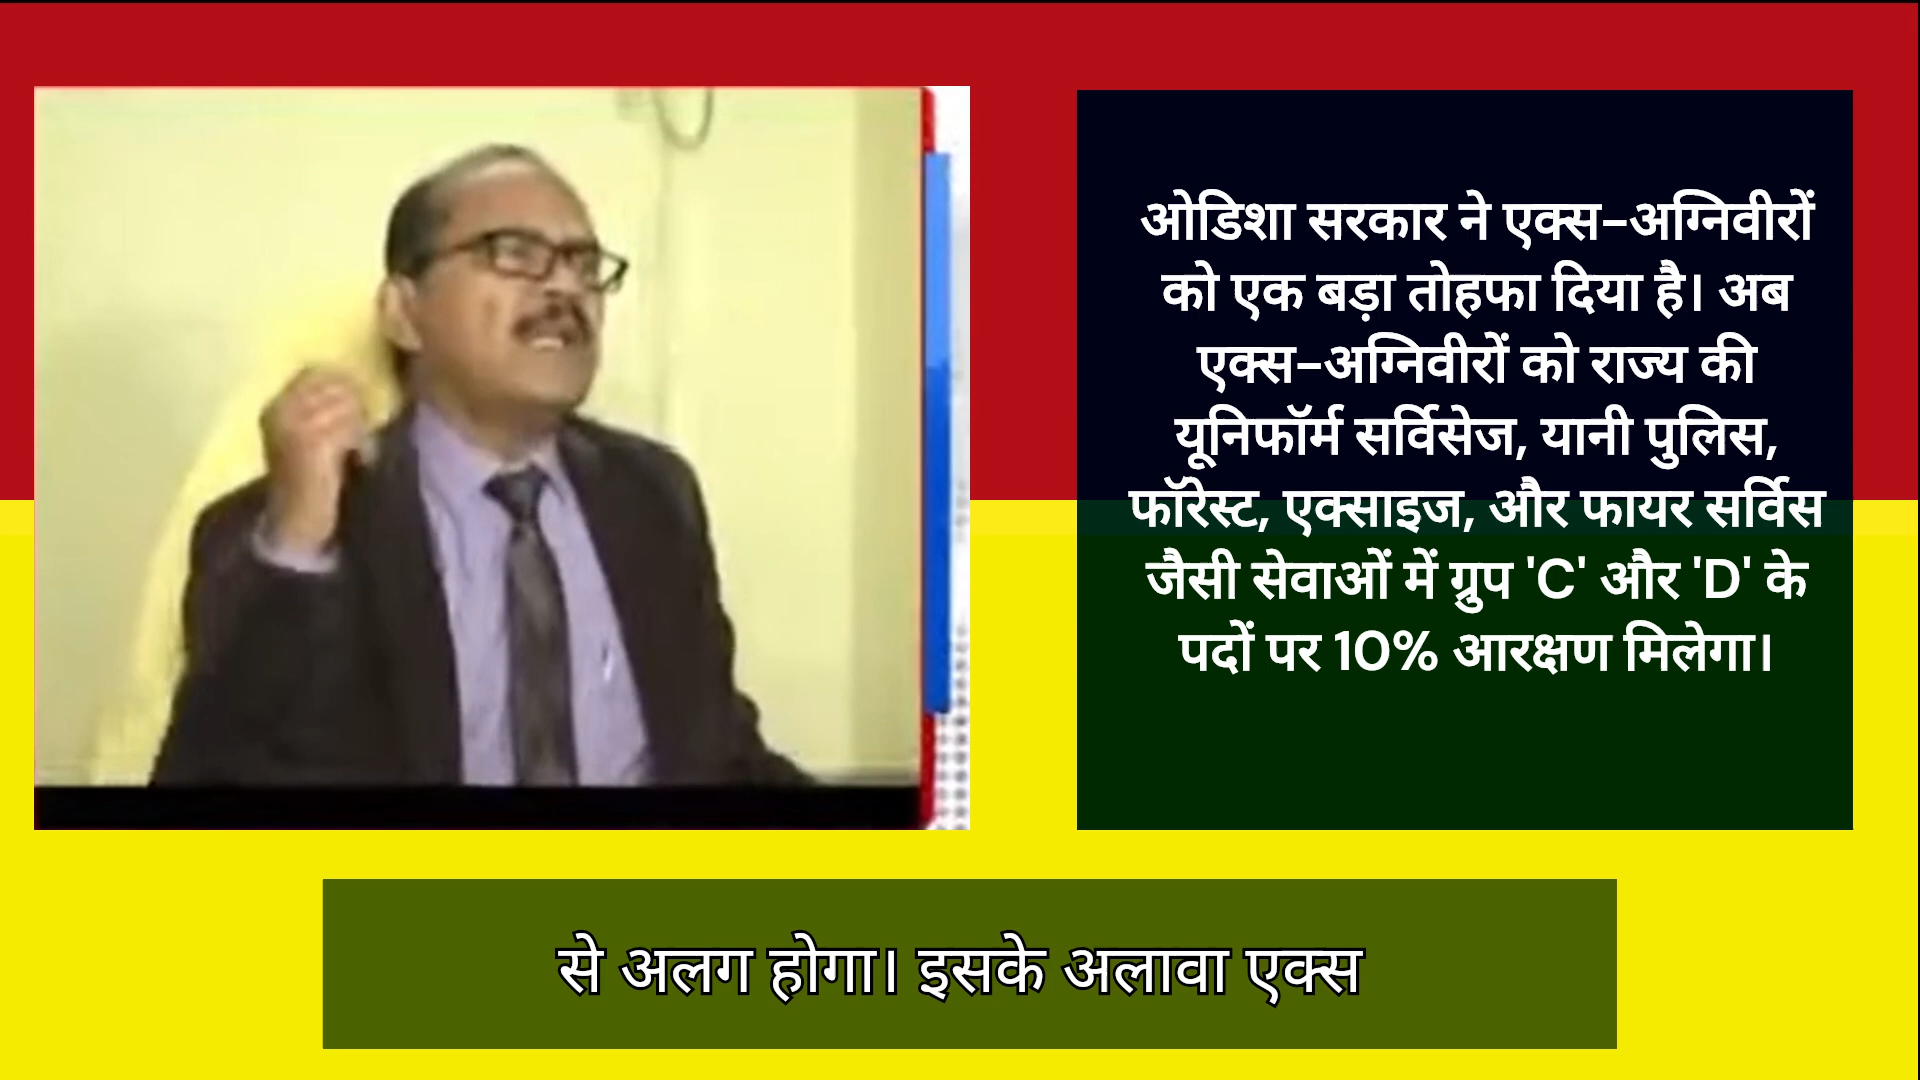 ओडिशा सरकार ने एक्स-अग्निवीरों
को एक बड़ा तोहफा दिया है। अब
एक्स-अग्निवीरों को राज्य की
यूनिफॉर्म सर्विसेज, यानी पुलिस,
फॉरेस्ट, एक्साइज, और फायर सर्विस
जैसी सेवाओं में ग्रुप 'C' और 'D' के
पदों पर 10% आरक्षण मिलेगा।
से अलग होगा। इसके अलावा एक्स